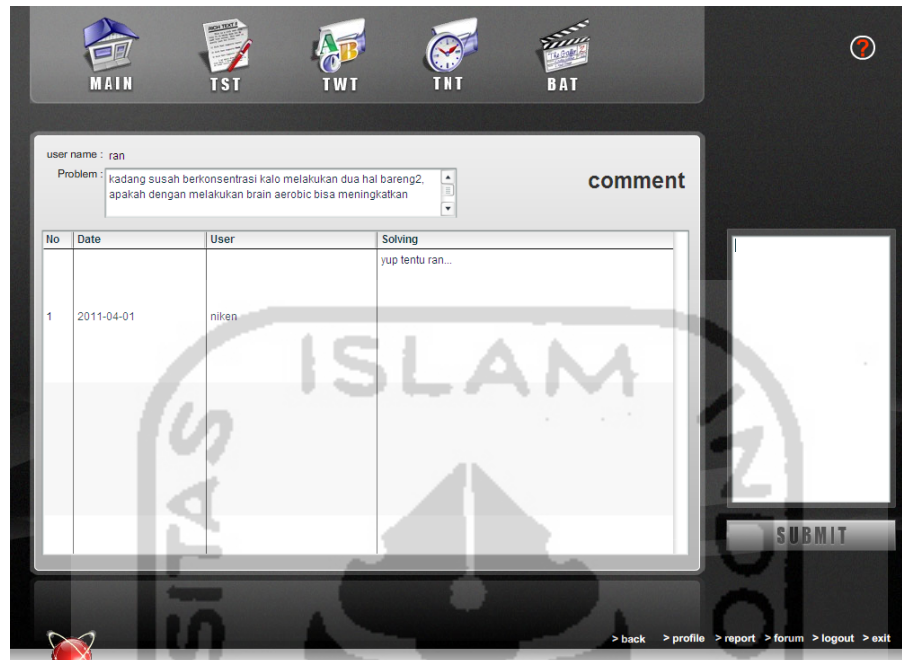 MAIN TST TWT TNT BAT
?
user name : ran
Problem : kadang susah berkonsentrasi kalo melakukan dua hal bareng2,
apakah dengan melakukan brain aerobic bisa meningkatkan
comment
No Date User Solving
yup tentu ran...
1 2011-04-01 niken
ISLAM
SUBMIT
> back > profile > report > forum > logout > exit